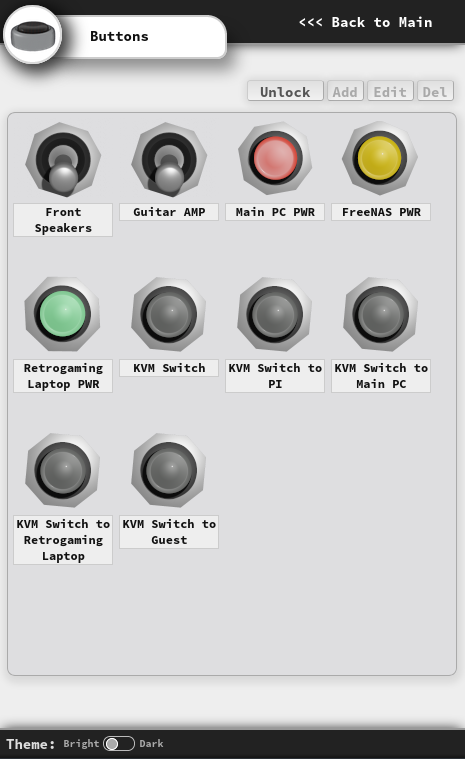 Buttons
<<< Back to Main
Unlock Add Edit Del
Front
Speakers
Guitar AMP
Main PC PWR
FreeNAS PWR
Retrogaming
Laptop PWR
KVM Switch
KVM Switch to
PI
KVM Switch to
Main PC
KVM Switch to
Retrogaming
Laptop
KVM Switch to
Guest
Theme: Bright Dark